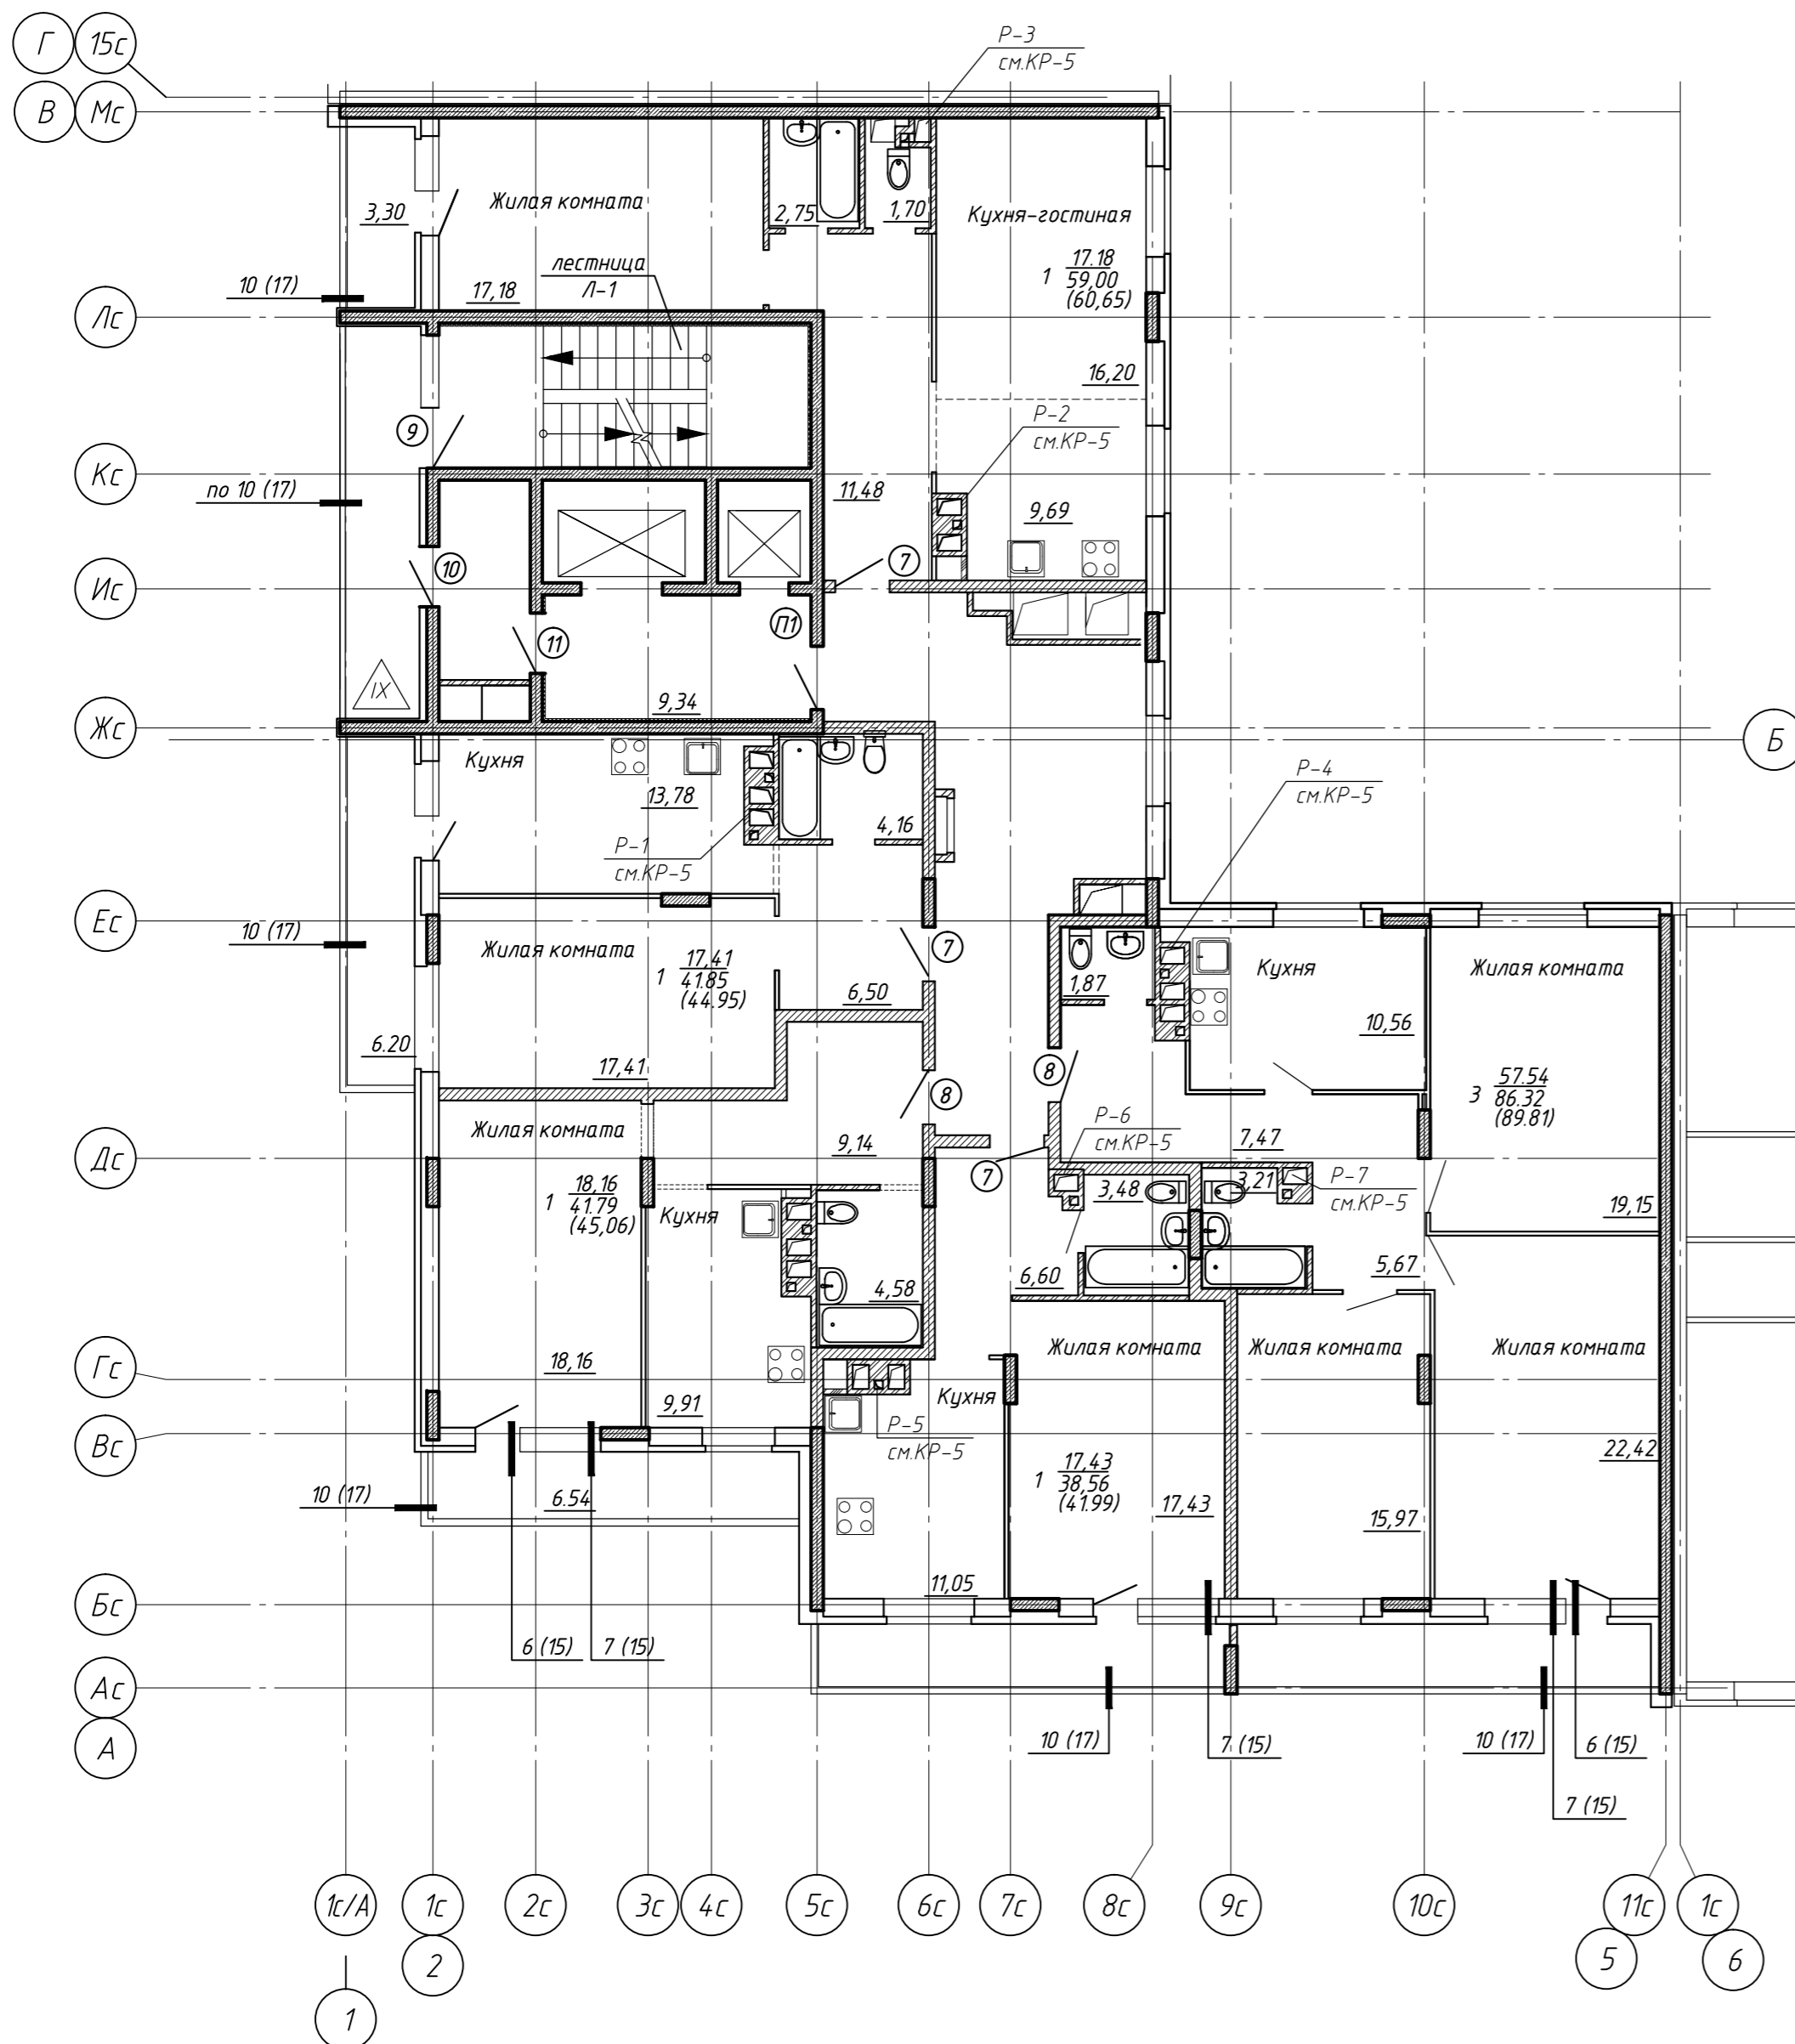 Г 15с
Р-3
см.КР-5
В Мс
3,30
Жилая комната
2,75
1,70
Кухня-гостиная
17.18
1 59,00
(60,65)
10 (17)
17,18
лестница
Л-1
Лс
16,20
9
Р-2
см.КР-5
Кс
по 10 (17)
11,48
9,69
10
7
Ис
11
П1
IX
9,34
Жс
Б
Кухня
13,78
Р-4
см.КР-5
4,16
Р-1
см.КР-5
Ес
10 (17)
Жилая комната
17,41
1 41.85
(44.95)
7
6,50
1,87
Кухня
Жилая комната
10,56
6.20
17,41
8
8
57.54
3 86.32
(89.81)
Жилая комната
9,14
Р-6
см.КР-5
7,47
Дс
7
18,16
1 41.79
(45,06)
Кухня
3,48
3,21
Р-7
см.КР-5
19,15
4,58
6,60
5,67
Гс
18,16
9,91
Жилая комната
Жилая комната
Жилая комната
Кухня
Вс
Р-5
см.КР-5
22,42
10 (17)
6.54
17,43
1 38,56
(41.99)
17,43
15,97
11,05
Бс
6 (15)
7 (15)
Ас
А
10 (17)
7 (15)
10 (17)
6 (15)
7 (15)
1с/А 1с 2с 3с 4с 5с 6с 7с 8с 9с 10с 11с 1с
2 5 6
1